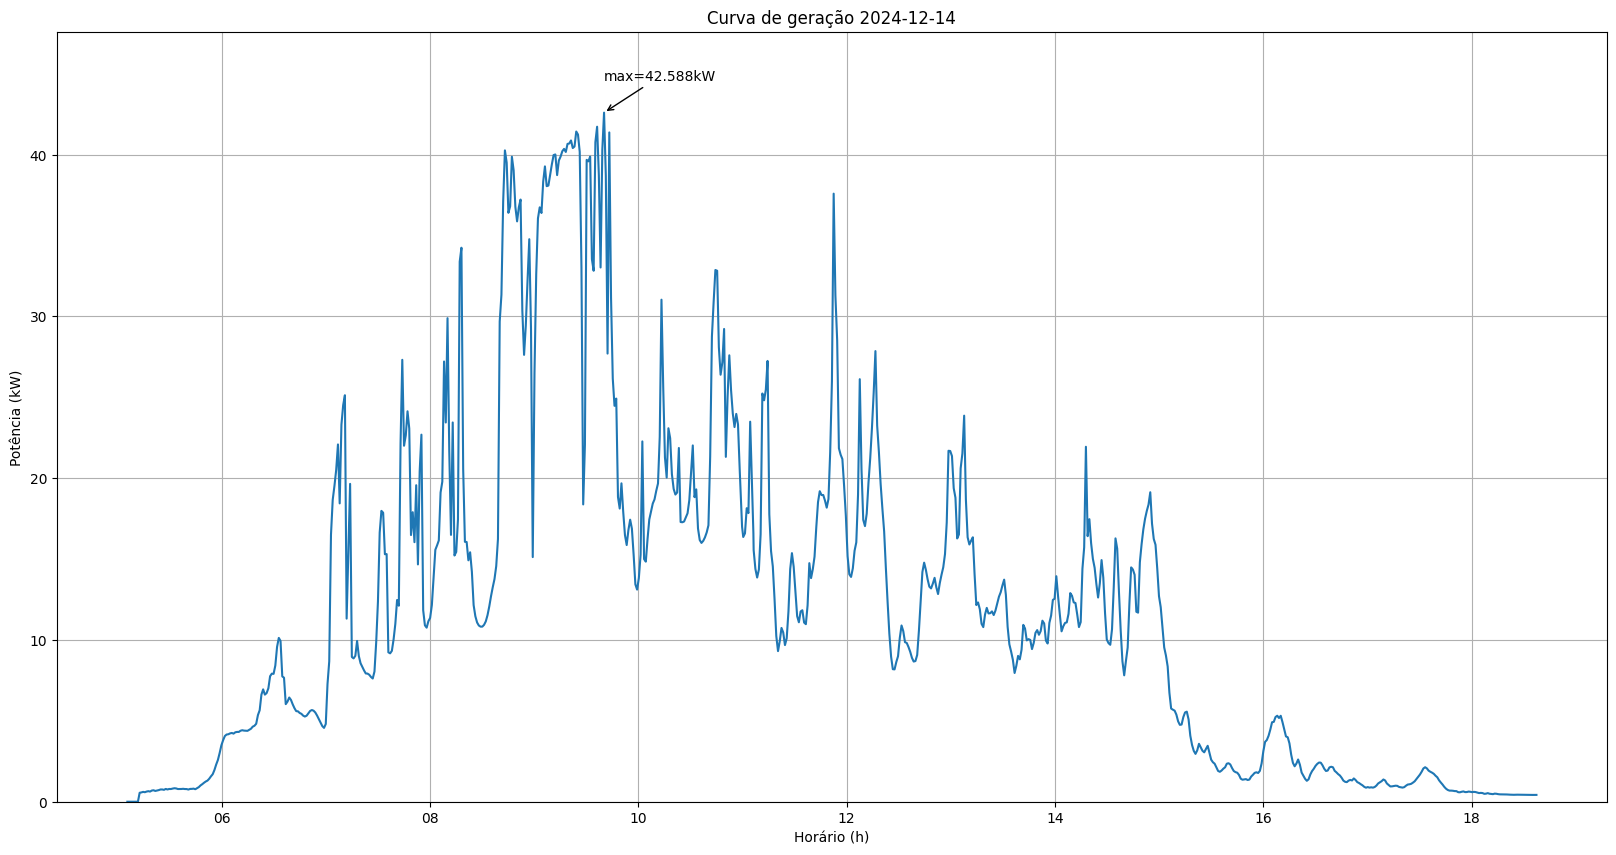 Curva de geração 2024-12-14
max=42.588kW
Potência (kW)
40
30
20
10
0
06 08 10 12 14 16 18
Horário (h)